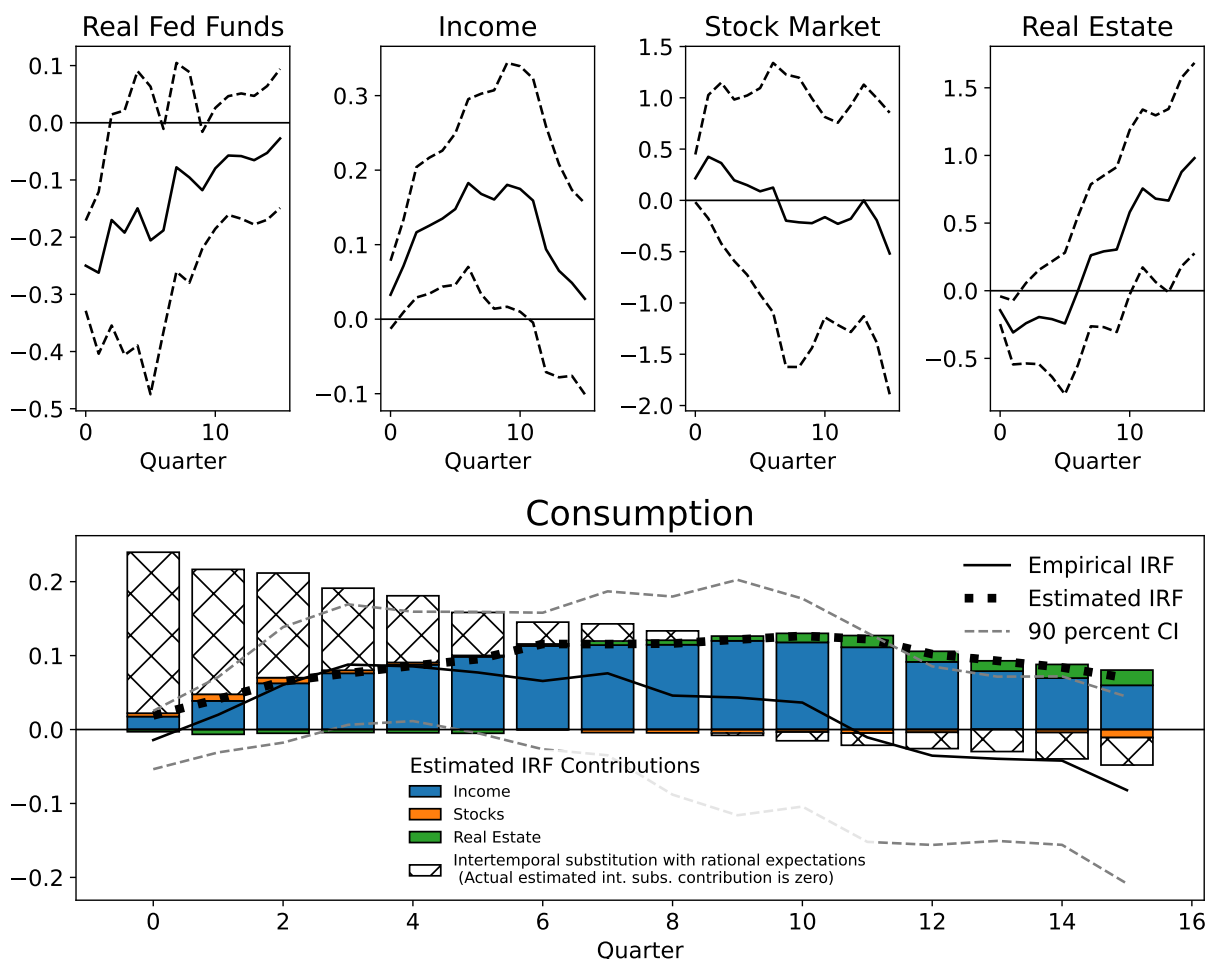 Real Fed Funds
Income
Stock Market
Real Estate
0.1
0.0
−0.1
−0.2
−0.3
−0.4
−0.5
0
10
Quarter
0.3
0.2
0.1
0.0
−0.1
0
10
Quarter
1.5
1.0
0.5
0.0
−0.5
−1.0
−1.5
−2.0
0
10
Quarter
1.5
1.0
0.5
0.0
−0.5
0
10
Quarter
Consumption
0.2
0.1
0.0
−0.1
−0.2
Empirical IRF
Estimated IRF
90 percent CI
Estimated IRF Contributions
Income
Stocks
Real Estate
Intertemporal substitution with rational expectations
(Actual estimated int. subs. contribution is zero)
0
2
4
6
8
10
12
14
16
Quarter